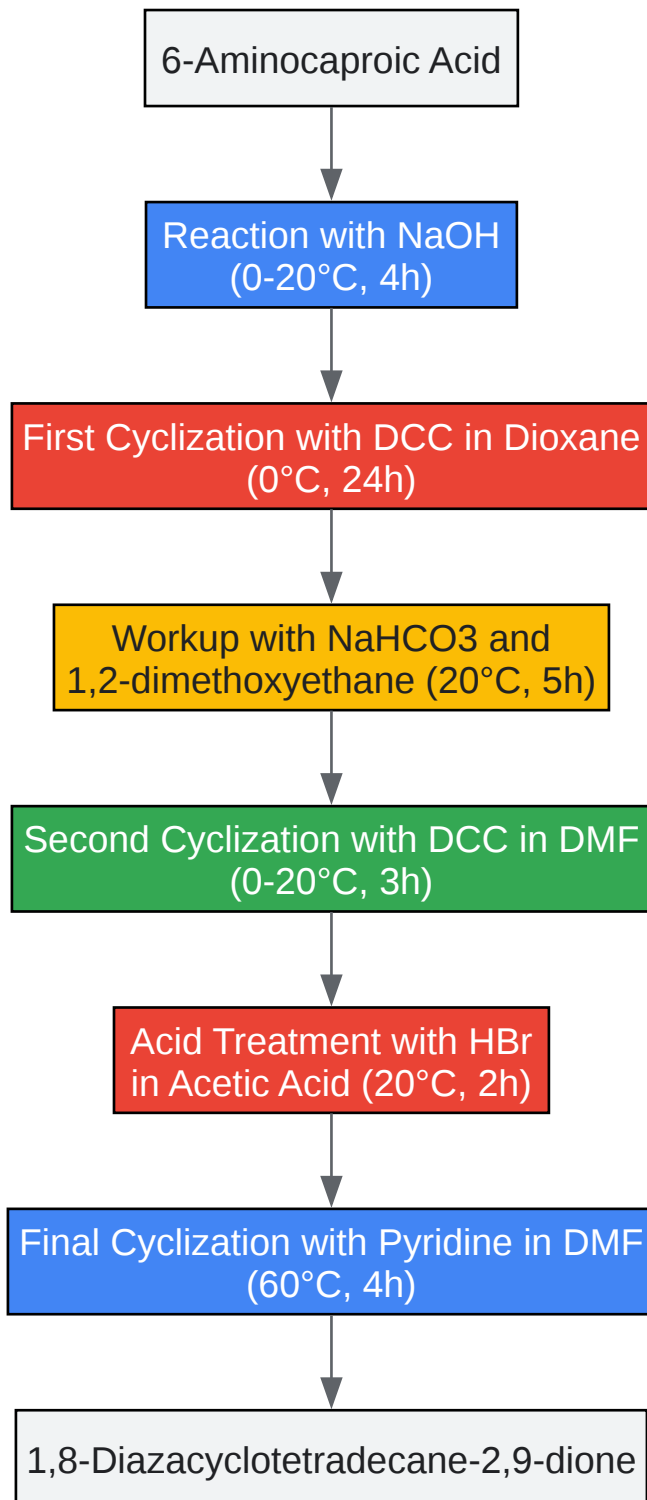 6-Aminocaproic Acid
Reaction with NaOH
(0-20°C, 4h)
First Cyclization with DCC in Dioxane
(0°C, 24h)
Workup with NaHCO3 and
1,2-dimethoxyethane (20°C, 5h)
Second Cyclization with DCC in DMF
(0-20°C, 3h)
Acid Treatment with HBr
in Acetic Acid (20°C, 2h)
Final Cyclization with Pyridine in DMF
(60°C, 4h)
1,8-Diazacyclotetradecane-2,9-dione